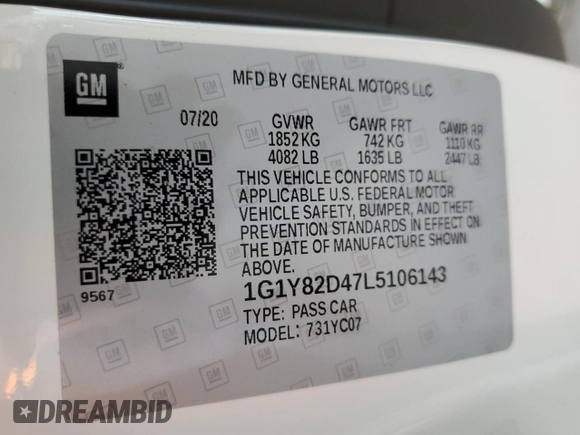 GM
MFD BY GENERAL MOTORS LLC
07/20 GVWR GAWR FRT GAWR RR
1852 KG 742 KG 1110 KG
4082 LB 1635 LB 2447 LB
THIS VEHICLE CONFORMS TO ALL
APPLICABLE U.S. FEDERAL MOTOR
VEHICLE SAFETY, BUMPER, AND THEFT
PREVENTION STANDARDS IN EFFECT ON
THE DATE OF MANUFACTURE SHOWN
ABOVE.
9567
1G1Y82D47L5106143
TYPE: PASS CAR
MODEL: 731YC07
DREAMBID